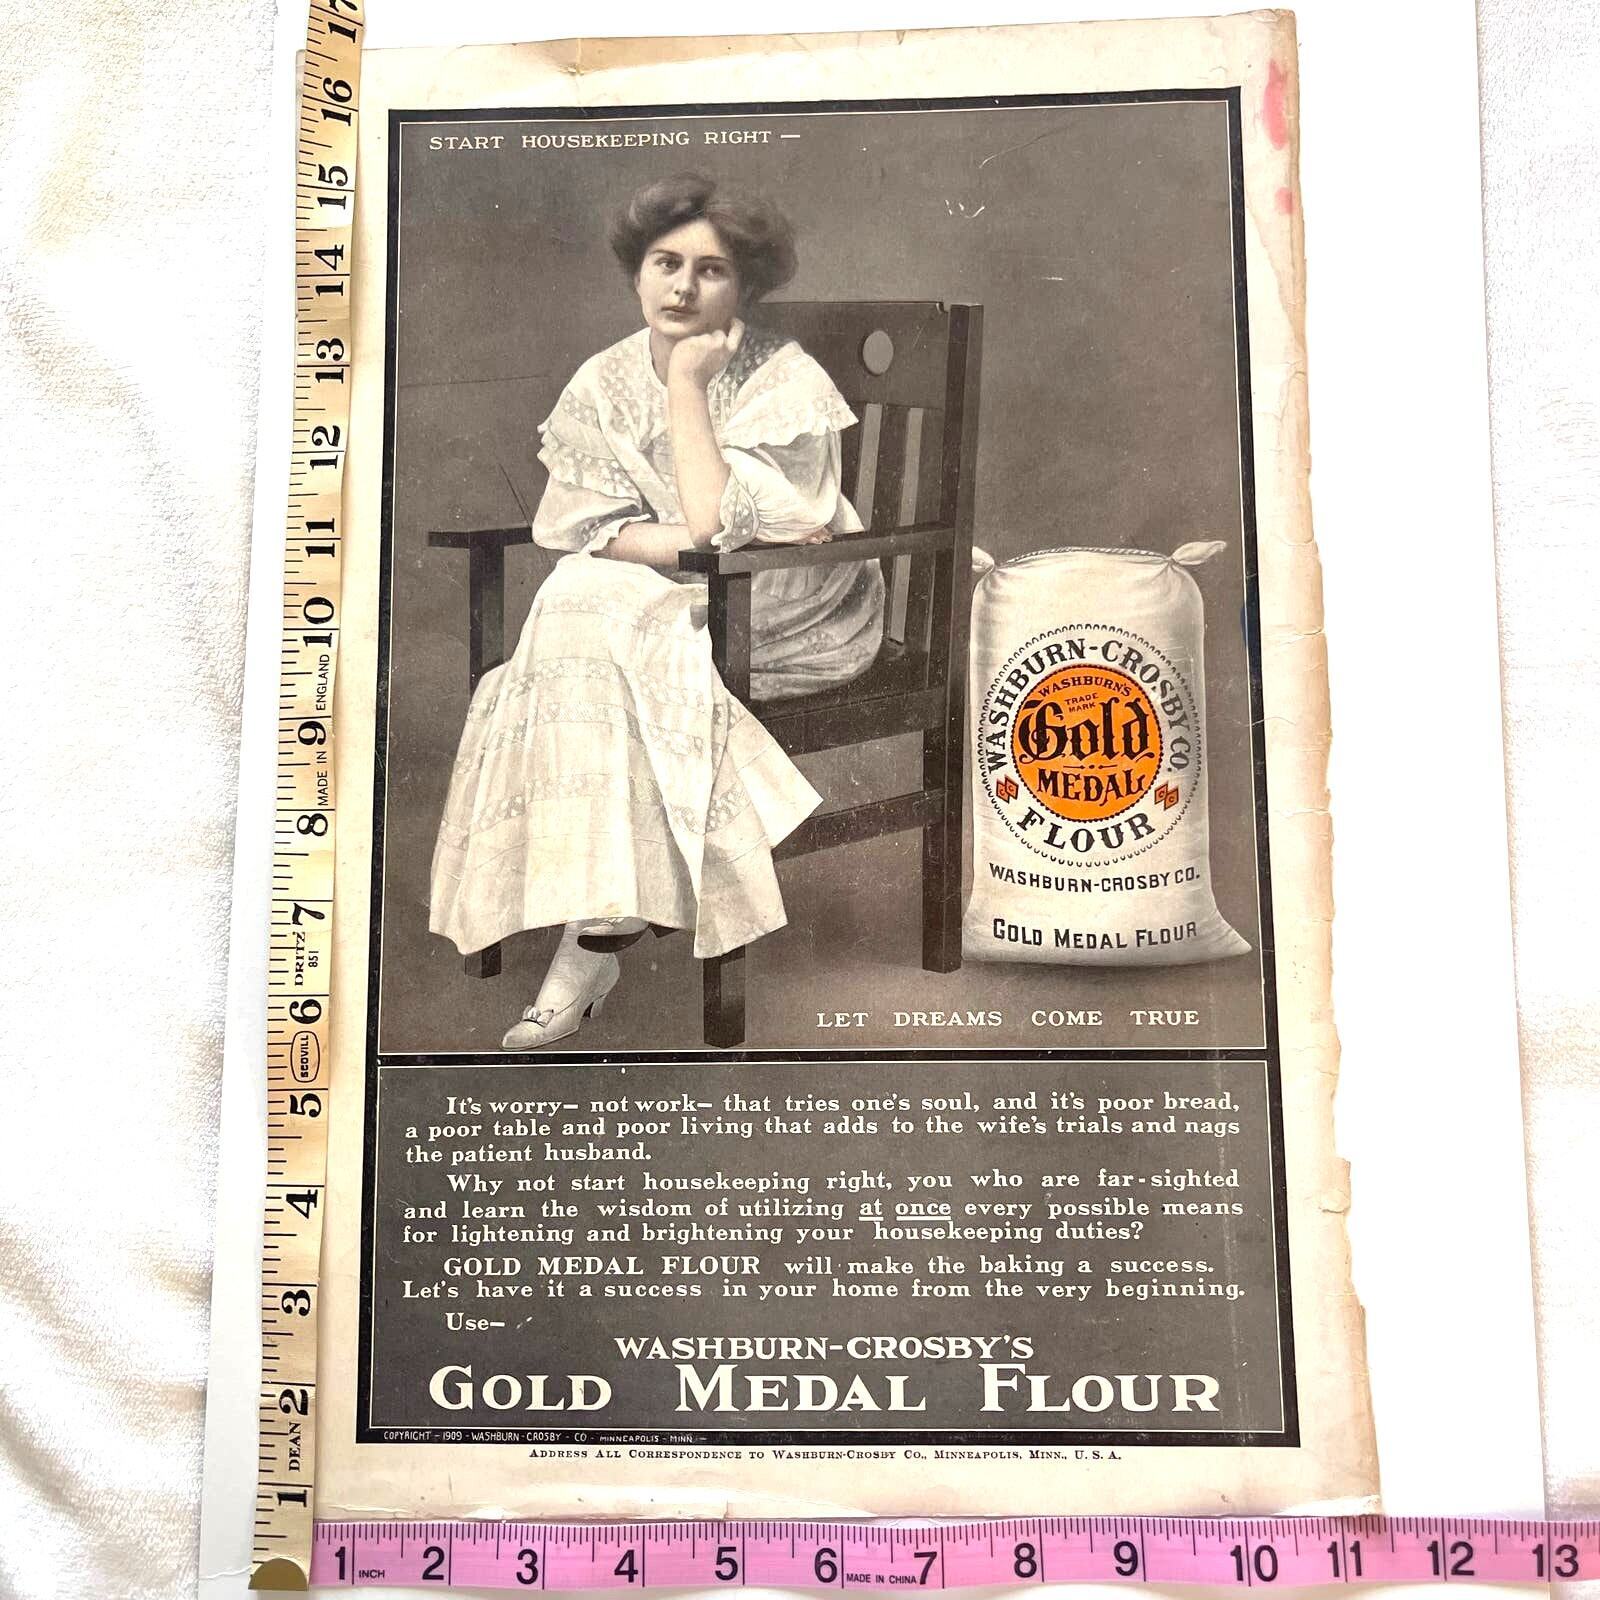 START HOUSEKEEPING RIGHT —
WASHBURN-CROSBY CO.
WASHBURN'S
TRADE
MARK
Gold
MEDAL
FLOUR
WASHBURN-CROSBY CO.
GOLD MEDAL FLOUR
LET DREAMS COME TRUE
It's worry— not work— that tries one's soul, and it's poor bread,
a poor table and poor living that adds to the wife's trials and nags
the patient husband.
Why not start housekeeping right, you who are far-sighted
and learn the wisdom of utilizing at once every possible means
for lightening and brightening your housekeeping duties?
GOLD MEDAL FLOUR will make the baking a success.
Let's have it a success in your home from the very beginning.
Use—
WASHBURN-CROSBY'S
GOLD MEDAL FLOUR
COPYRIGHT - 1909 - WASHBURN - CROSBY - CO - MINNEAPOLIS - MINN —
ADDRESS ALL CORRESPONDENCE TO WASHBURN-CROSBY CO., MINNEAPOLIS, MINN., U. S. A.
17
16
15
14
13
12
11
10
MADE IN ENGLAND
9
8
7
DRITZ
851
6
SCOVILL
5
4
3
2
DEAN
1
1 INCH 2 3 4 5 6 MADE IN CHINA 7 8 9 10 11 12 13